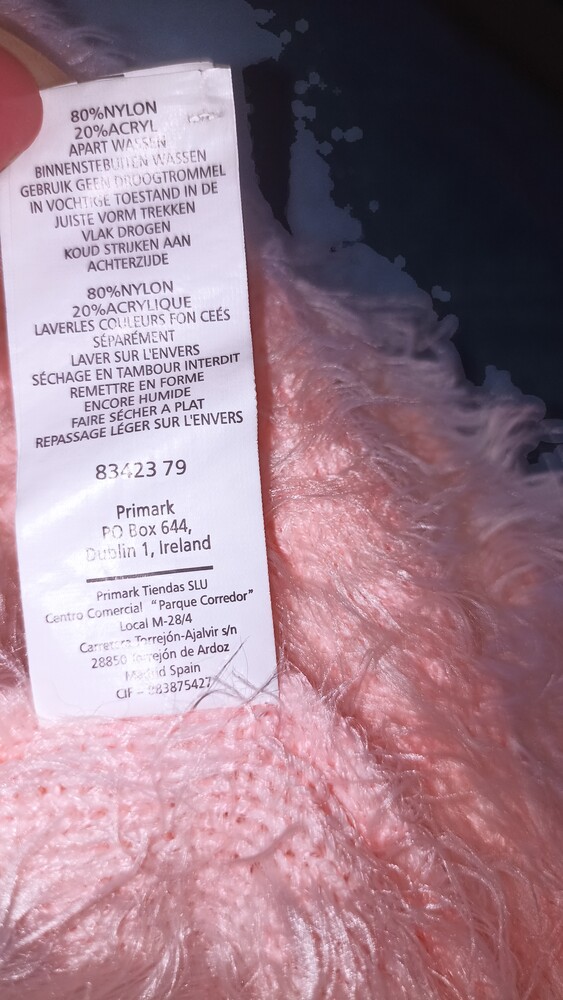 80%NYLON
20%ACRYL
APART WASSEN
BINNENSTEBUITEN WASSEN
GEBRUIK GEEN DROOGTROMMEL
IN VOCHTIGE TOESTAND IN DE
JUISTE VORM TREKKEN
VLAK DROGEN
KOUD STRIJKEN AAN
ACHTERZIJDE
80%NYLON
20%ACRYLIQUE
LAVERLES COULEURS FON CEÉS
SÉPARÉMENT
LAVER SUR L'ENVERS
SÉCHAGE EN TAMBOUR INTERDIT
REMETTRE EN FORME
ENCORE HUMIDE
FAIRE SÉCHER A PLAT
REPASSAGE LÉGER SUR L'ENVERS
83423 79
Primark
PO Box 644,
Dublin 1, Ireland
Primark Tiendas SLU
Centro Comercial "Parque Corredor"
Local M-28/4
Carretera Torrejón-Ajalvir s/n
28850 Torrejón de Ardoz
Madrid Spain
CIF –